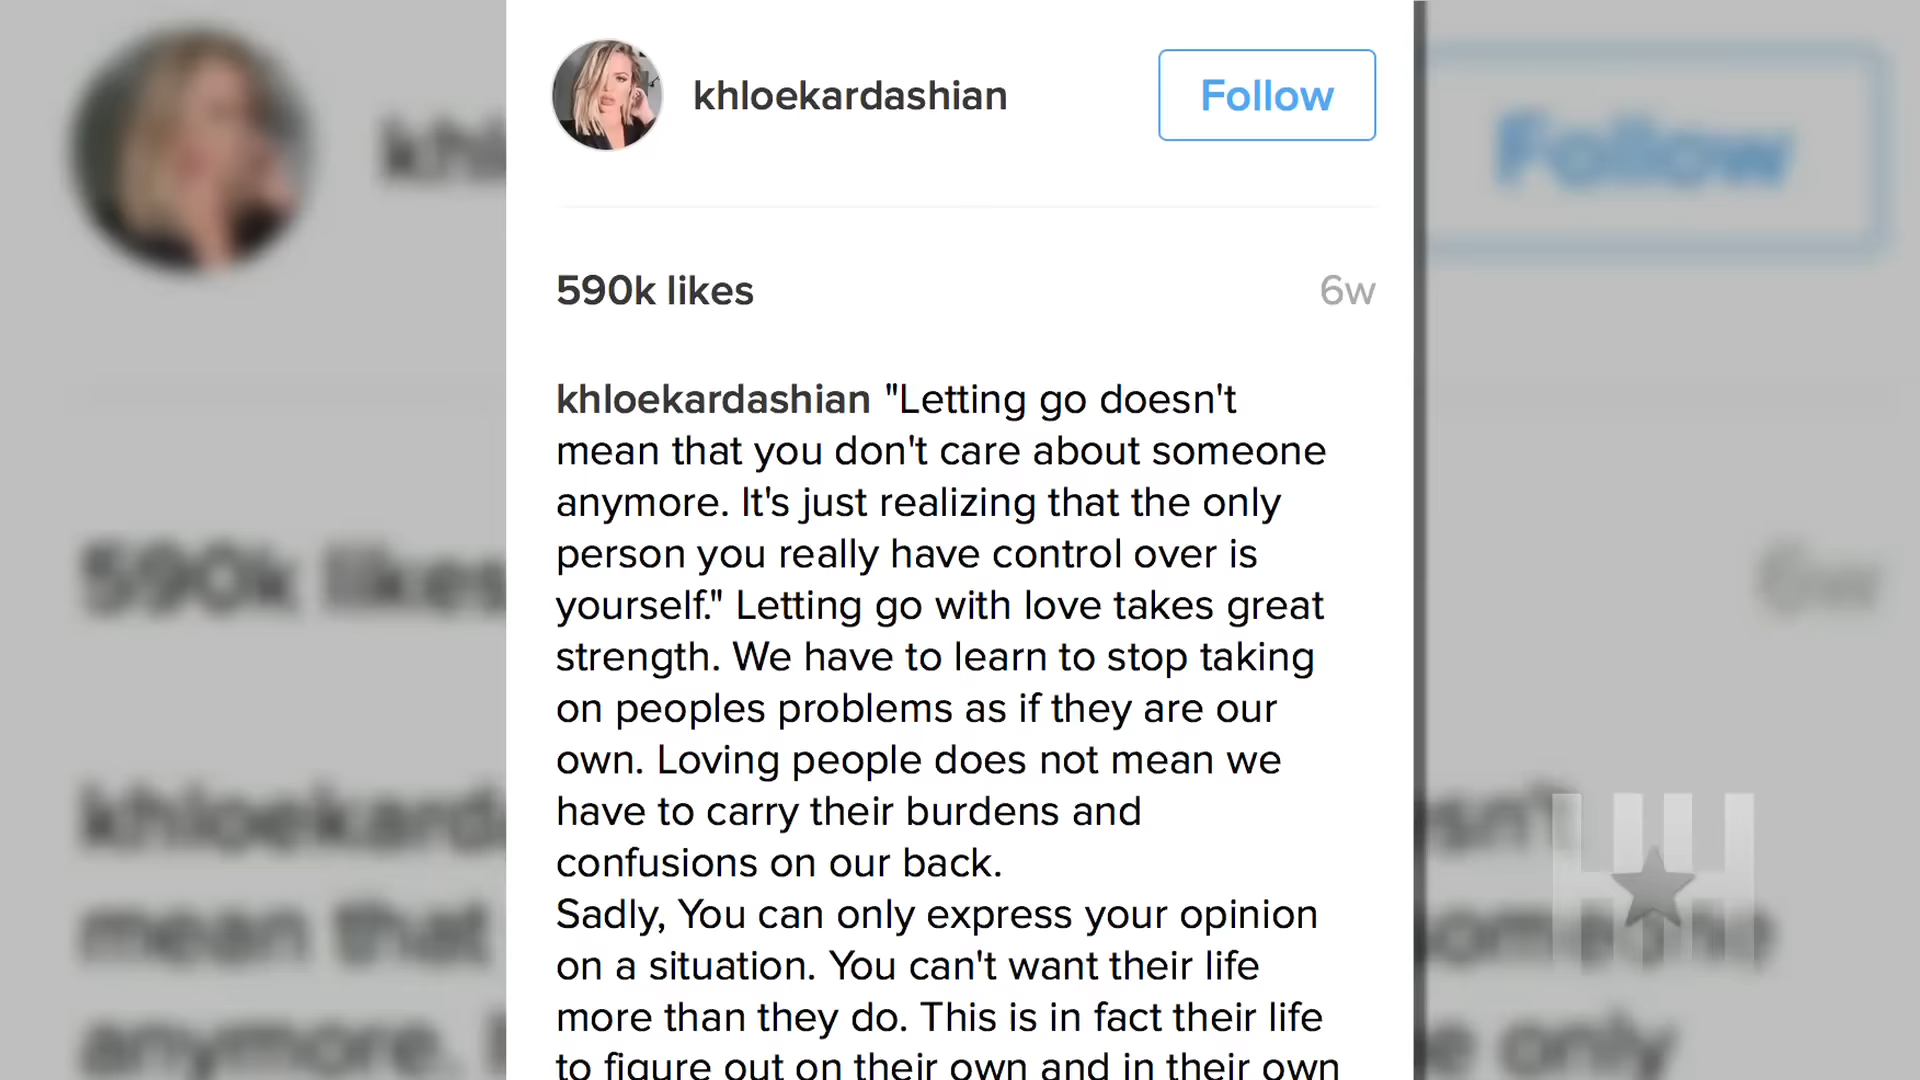 khloekardashian
Follow
590k likes
6w
khloekardashian "Letting go doesn't
mean that you don't care about someone
anymore. It's just realizing that the only
person you really have control over is
yourself." Letting go with love takes great
strength. We have to learn to stop taking
on peoples problems as if they are our
own. Loving people does not mean we
have to carry their burdens and
confusions on our back.
Sadly, You can only express your opinion
on a situation. You can't want their life
more than they do. This is in fact their life
to figure out on their own and in their own